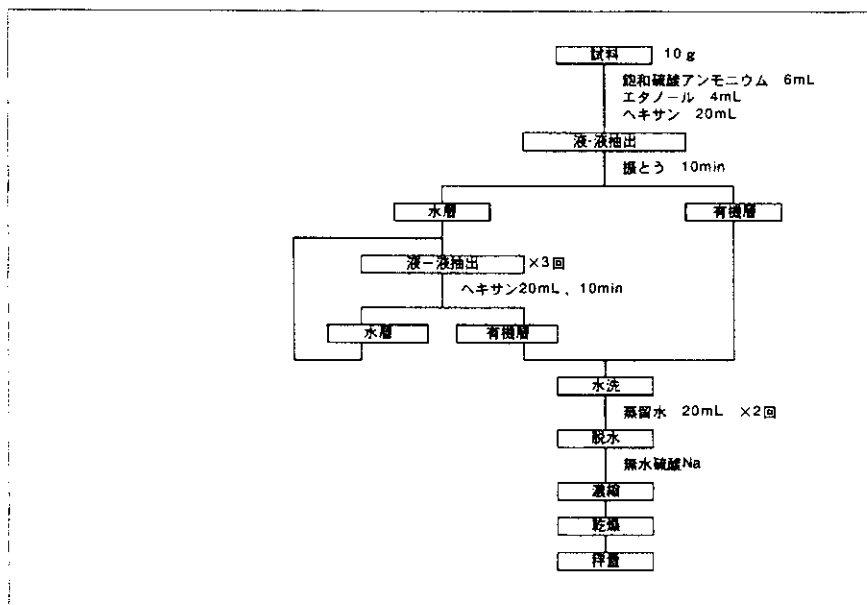 試料 10g
飽和硫酸アンモニウム 6mL
エタノール 4mL
ヘキサン 20mL
液-液抽出
振とう 10min
水層 有機層
液ー液抽出 ×3回
ヘキサン20mL、10min
水層 有機層
水洗
蒸留水 20mL ×2回
脱水
無水硫酸Na
濃縮
乾燥
秤量